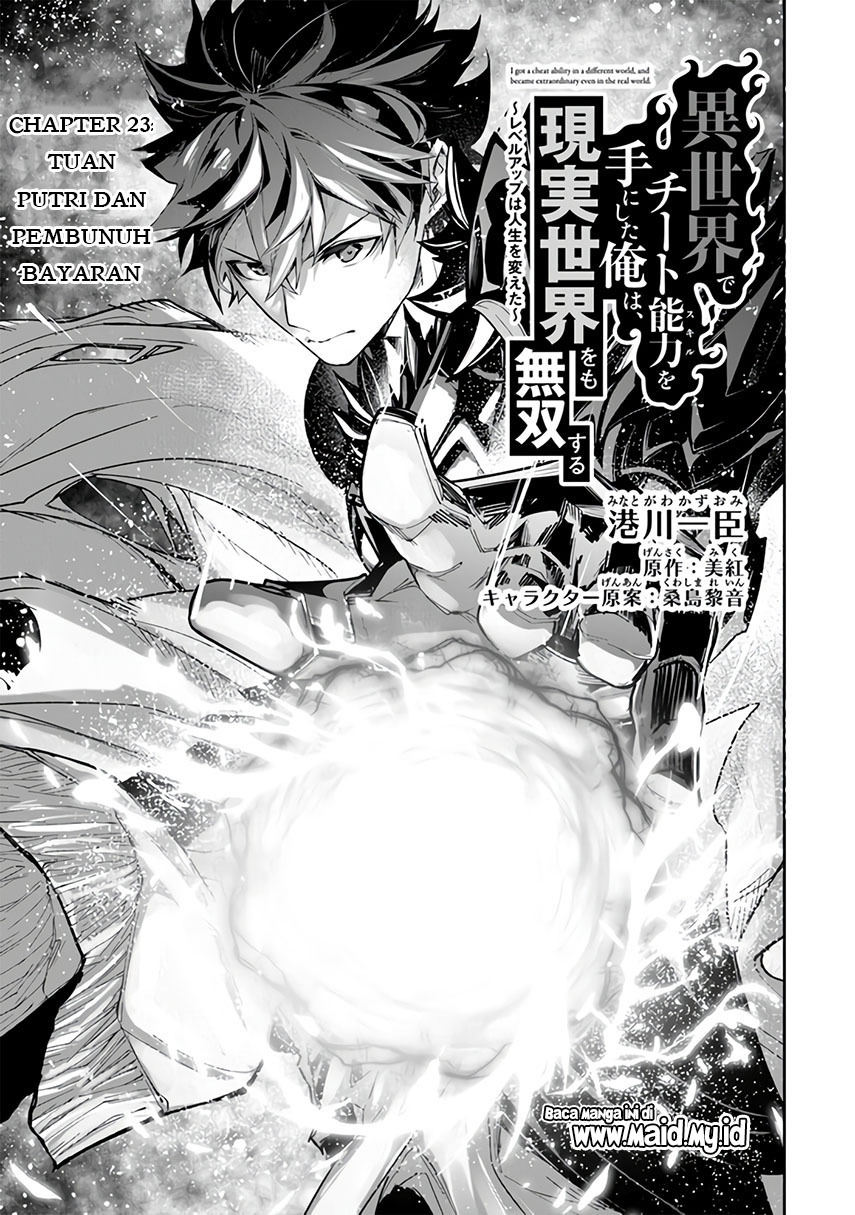 I got a cheat ability in a different world, and
became extraordinary even in the real world.
異世界で
チート能力を
スキル
手にした俺は、
現実世界をも
無双する
～レベルアップは人生を変えた～
CHAPTER 23:
TUAN
PUTRI DAN
PEMBUNUH
BAYARAN
みなとがわかずおみ
港川一臣
げんさく みく
原作：美紅
げんあん くわしまれいん
キャラクター原案：桑島黎音
Baca Manga ini di
www.Maid.My.id